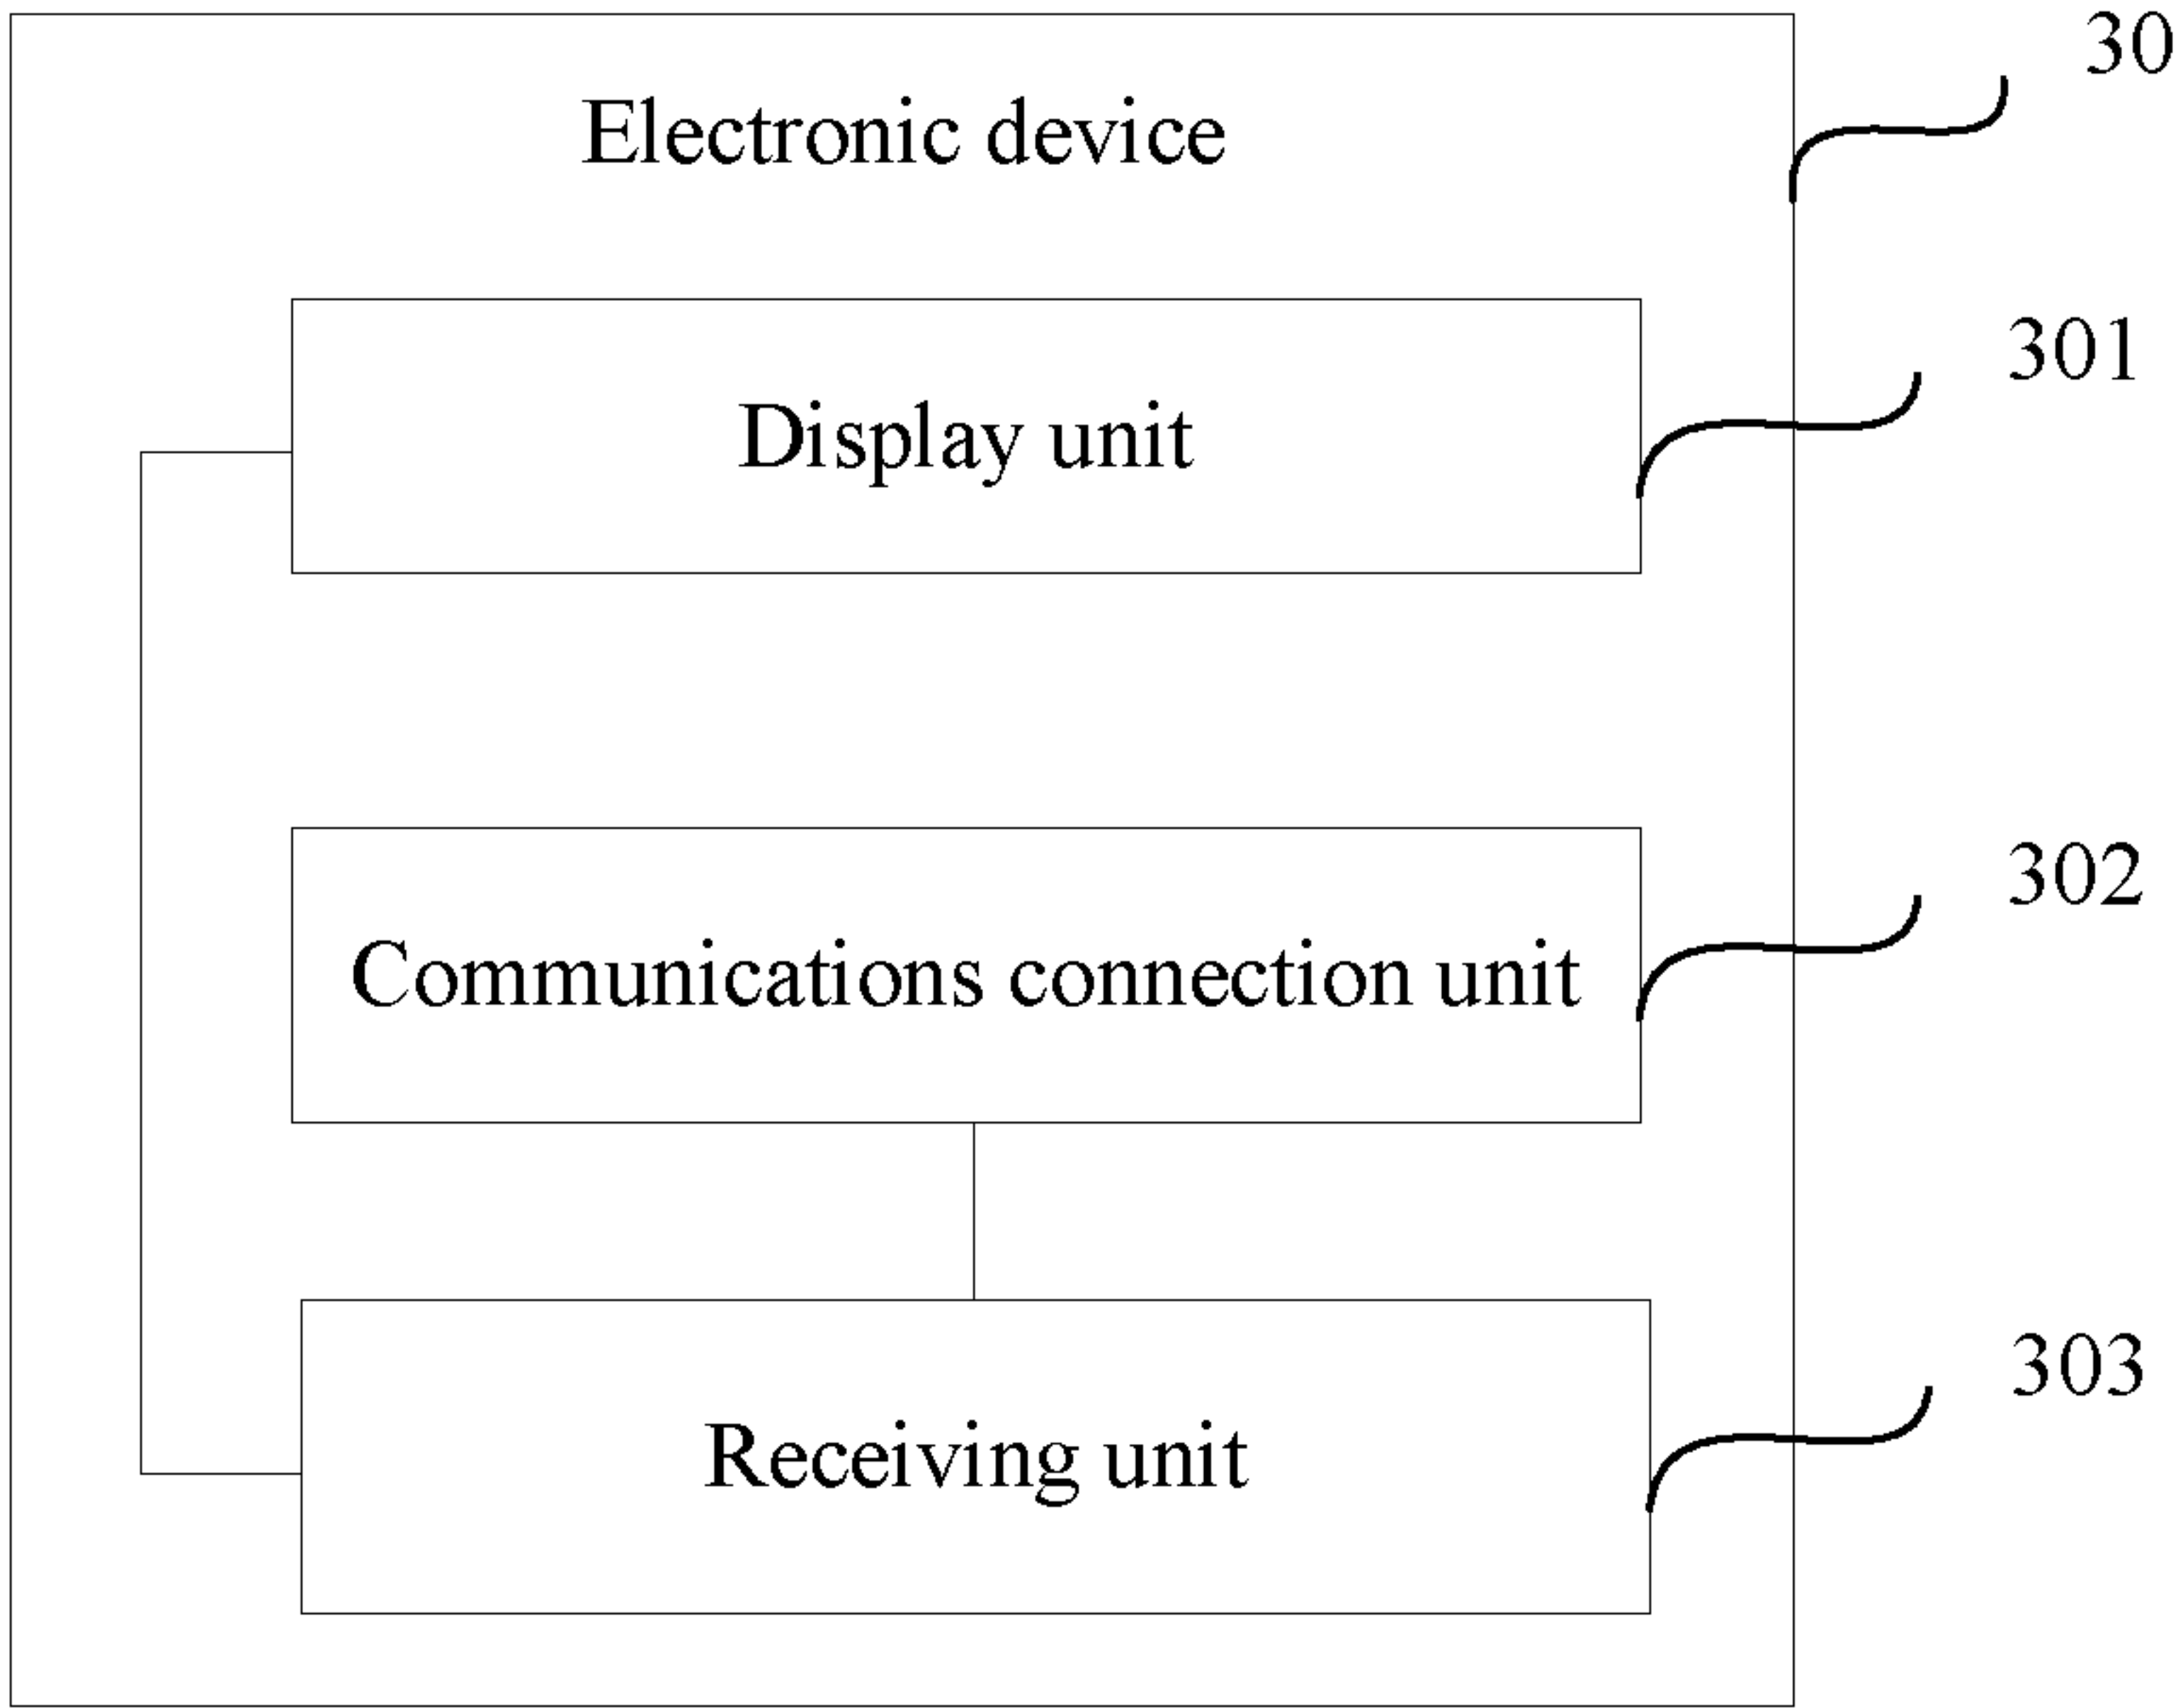 30
Electronic device
301
Display unit
302
Communications connection unit
303
Receiving unit